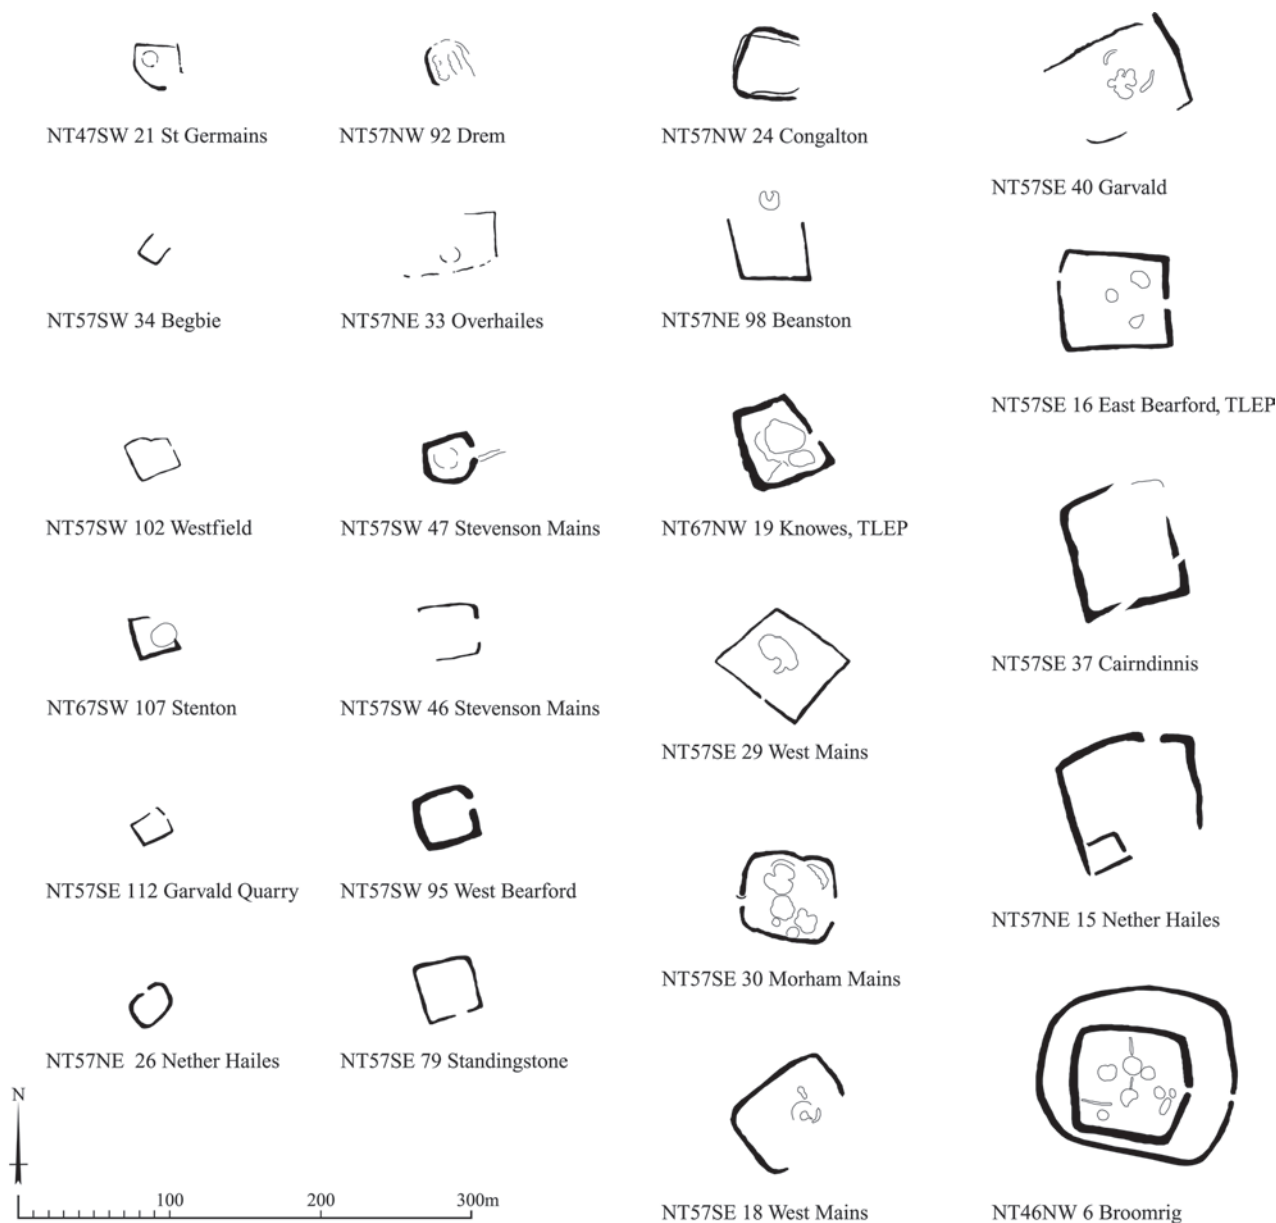 NT47SW 21 St Germains
NT57NW 92 Drem
NT57NW 24 Congalton
NT57SE 40 Garvald
NT57SW 34 Begbie
NT57NE 33 Overhailes
NT57NE 98 Beanston
NT57SE 16 East Bearford, TLEP
NT57SW 102 Westfield
NT57SW 47 Stevenson Mains
NT67NW 19 Knowes, TLEP
NT57SE 37 Cairndinnis
NT67SW 107 Stenton
NT57SW 46 Stevenson Mains
NT57SE 29 West Mains
NT57SE 112 Garvald Quarry
NT57SW 95 West Bearford
NT57NE 15 Nether Hailes
NT57SE 30 Morham Mains
NT57NE 26 Nether Hailes
NT57SE 79 Standingstone
N
100 200 300m
NT57SE 18 West Mains
NT46NW 6 Broomrig